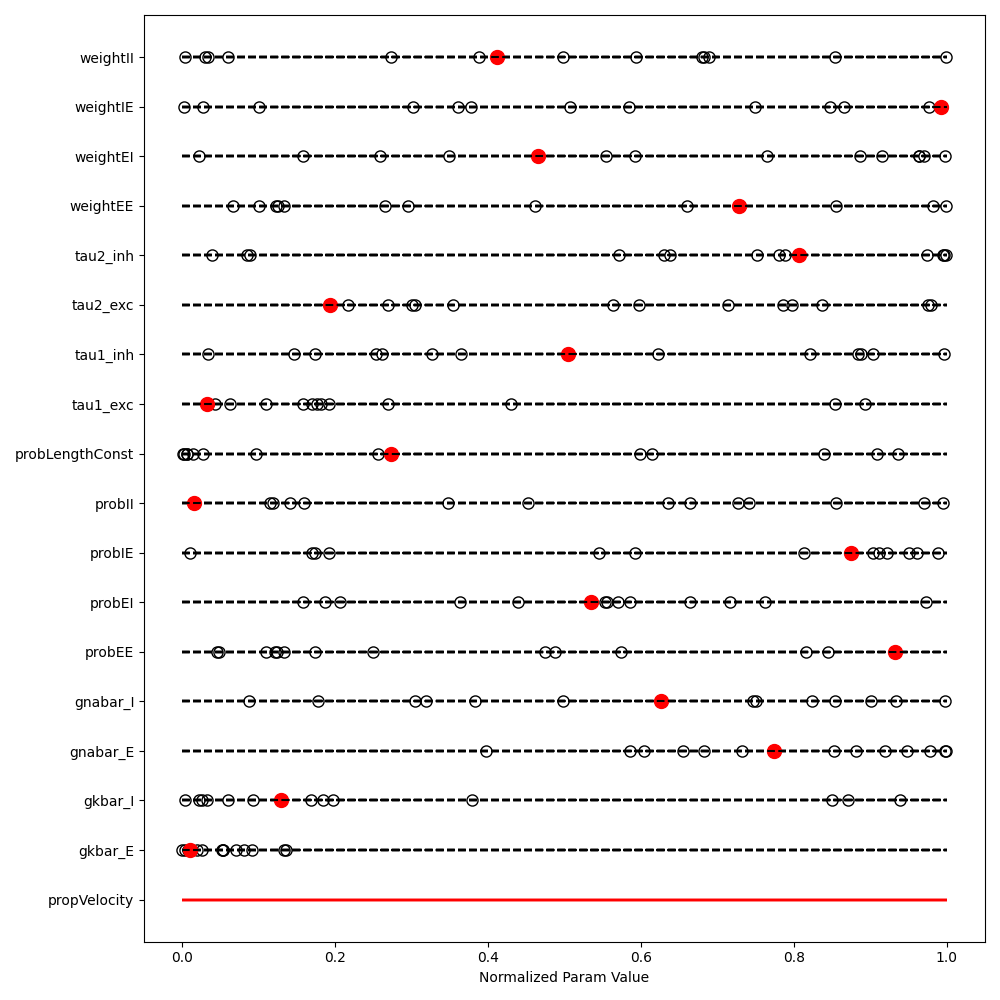 weightII
weightIE
weightEI
weightEE
tau2_inh
tau2_exc
tau1_inh
tau1_exc
probLengthConst
probII
probIE
probEI
probEE
gnabar_I
gnabar_E
gkbar_I
gkbar_E
propVelocity
0.0 0.2 0.4 0.6 0.8 1.0
Normalized Param Value